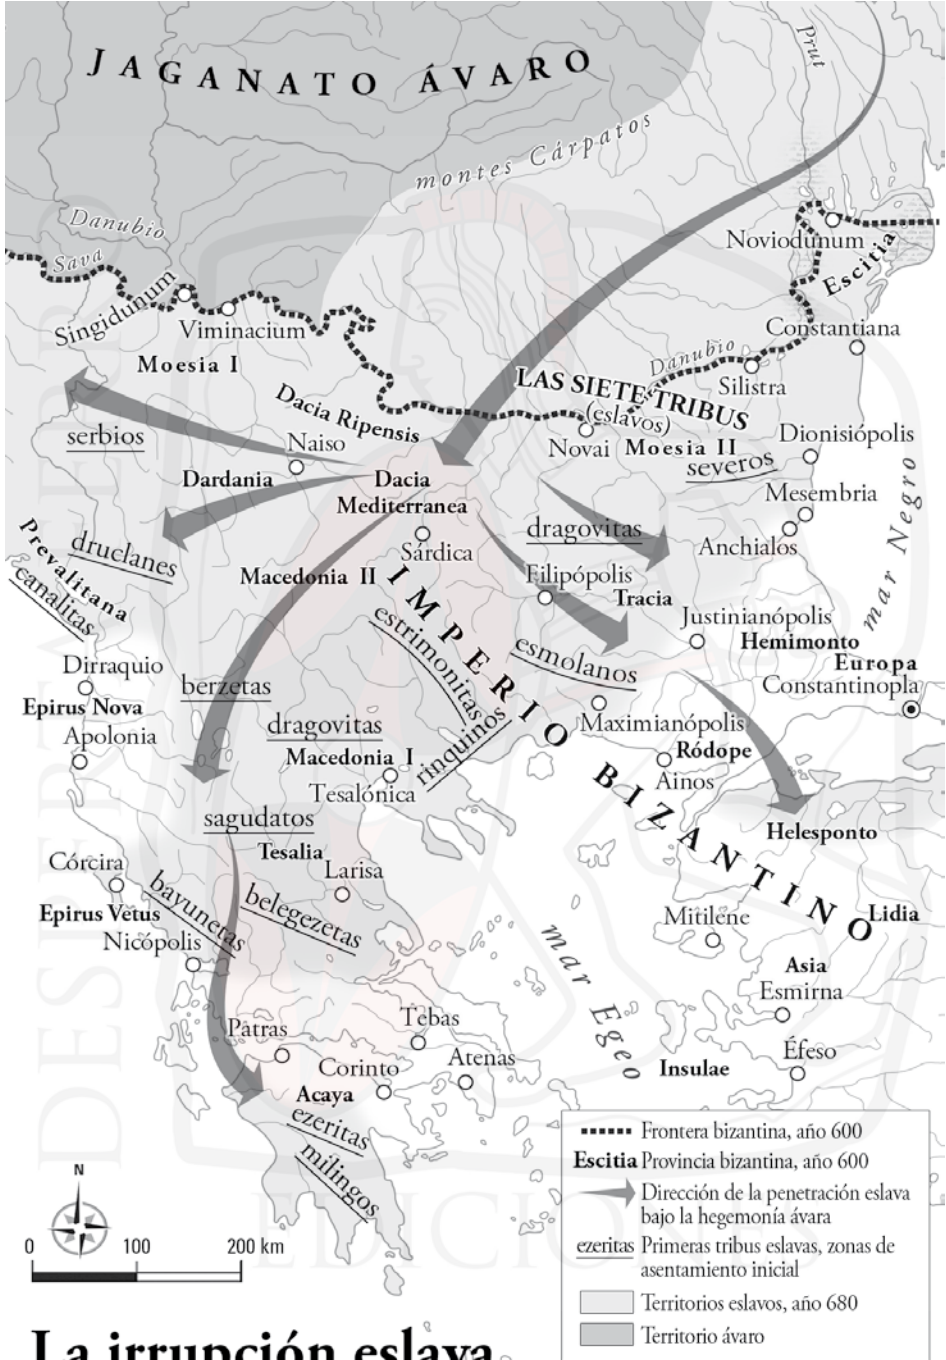 JAGANATO ÁVARO
Prut
montes Cárpatos
Danubio
Sava
Noviodunum
Escitia
Singidunum
Viminacium
Constantiana
Moesia I
Danubio
Silistra
LAS SIETE TRIBUS
(eslavos)
Dacia Ripensis
serbios
Naiso
Novai
Moesia II
Dionisiópolis
severos
Dardania
Dacia
Mediterranea
Mesembria
mar Negro
Prevalitana
druclanes
Sárdica
dragovitas
Anchialos
canalitas
Macedonia II
Filipópolis
Tracia
IMPERIO BIZANTINO
Justinianópolis
Hemimonto
estrimonitas
esmolanos
Dirraquio
Europa
Constantinopla
berzetas
Epirus Nova
rinquinos
Maximianópolis
dragovitas
Apolonia
Macedonia I
Ródope
Tesalónica
Ainos
sagudatos
Helesponto
Tesalia
Córcira
Larisa
bayunetas
belegezetas
Epirus Vetus
Nicópolis
Mitilene
Lidia
mar Egeo
Asia
Esmirna
Patras
Tebas
Corinto
Atenas
Insulae
Éfeso
Acaya
ezeritas
milingos
Frontera bizantina, año 600
Escitia Provincia bizantina, año 600
Dirección de la penetración eslava
bajo la hegemonía ávara
ezeritas Primeras tribus eslavas, zonas de
asentamiento inicial
Territorios eslavos, año 680
Territorio ávaro
N
0 100 200 km
La irrupción eslava
DESPERTA FERRO
EDICIONES